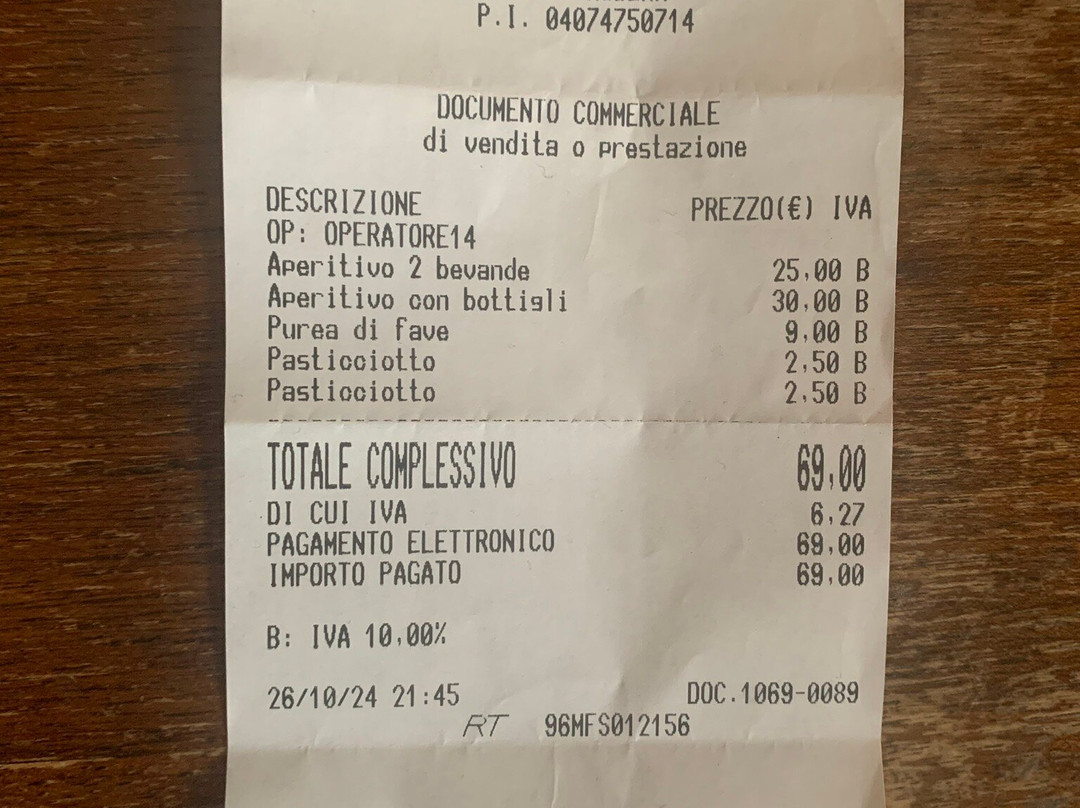 P.I. 04074750714
DOCUMENTO COMMERCIALE
di vendita o prestazione
DESCRIZIONE PREZZO(€) IVA
OP: OPERATORE14
Aperitivo 2 bevande 25,00 B
Aperitivo con bottigli 30,00 B
Purea di fave 9,00 B
Pasticciotto 2,50 B
Pasticciotto 2,50 B
TOTALE COMPLESSIVO 69,00
DI CUI IVA 6,27
PAGAMENTO ELETTRONICO 69,00
IMPORTO PAGATO 69,00
B: IVA 10,00%
26/10/24 21:45 DOC.1069-0089
RT 96MFS012156